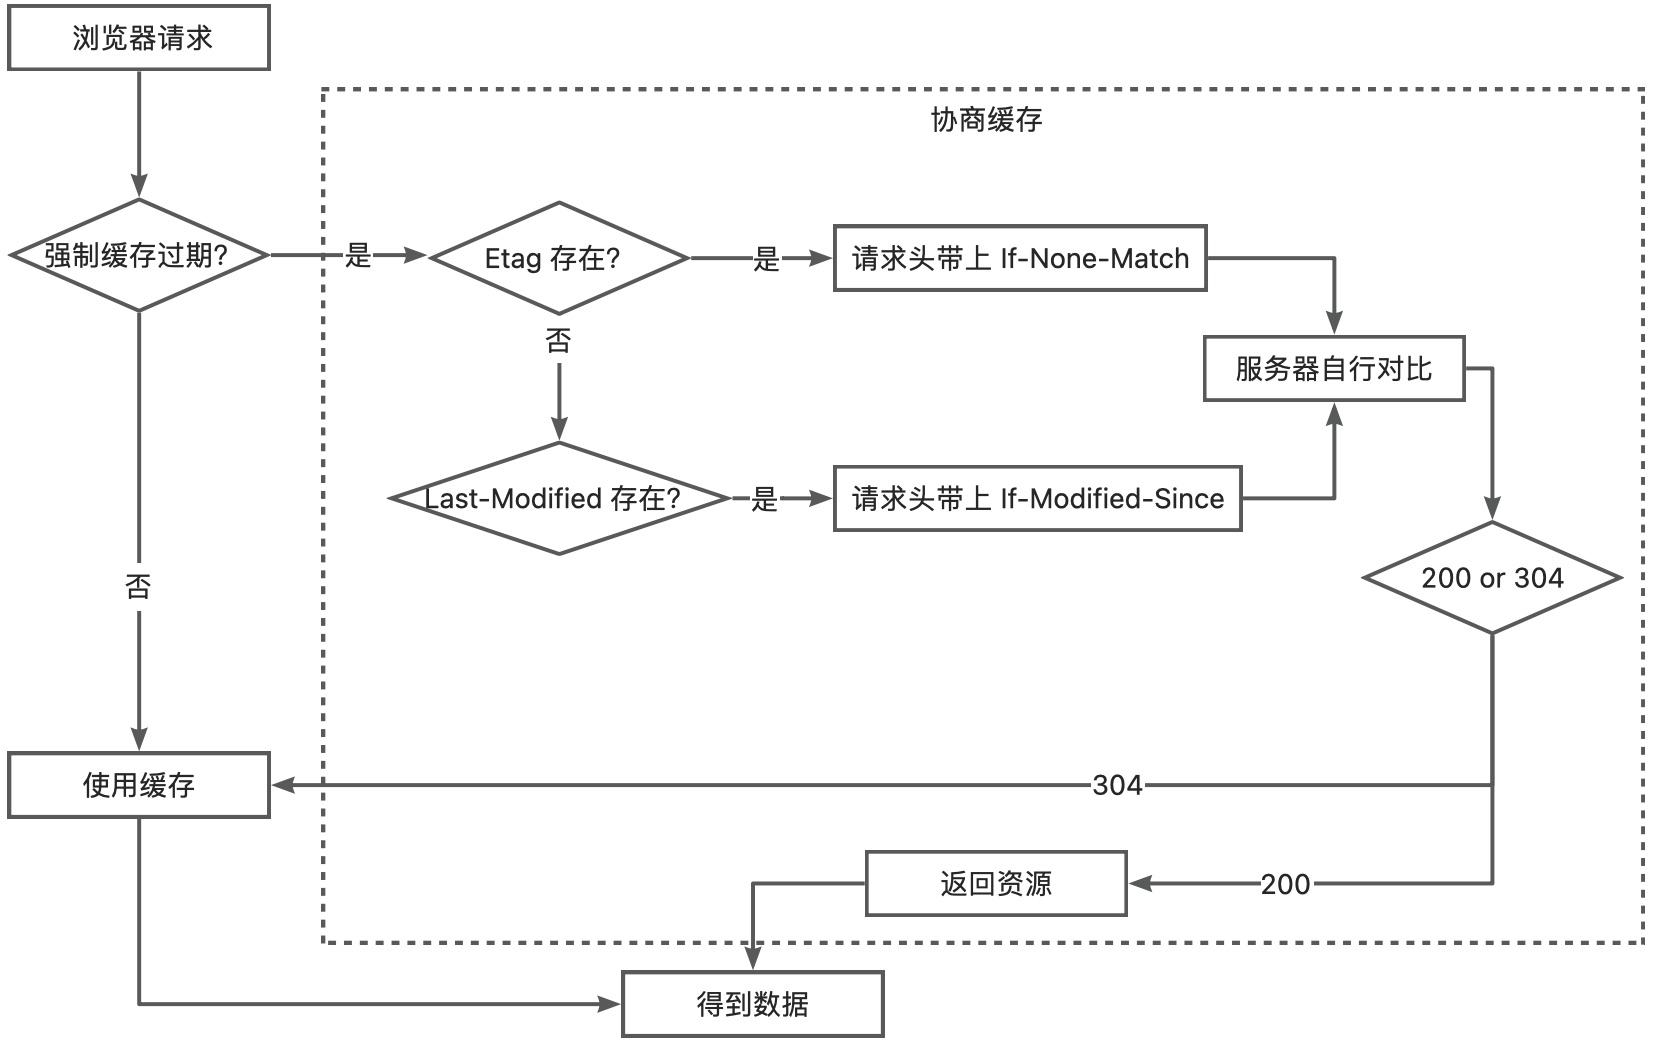 浏览器请求
协商缓存
强制缓存过期?
是
Etag 存在?
是
请求头带上 If-None-Match
否
服务器自行对比
Last-Modified 存在?
是
请求头带上 If-Modified-Since
200 or 304
否
使用缓存
304
返回资源
200
得到数据